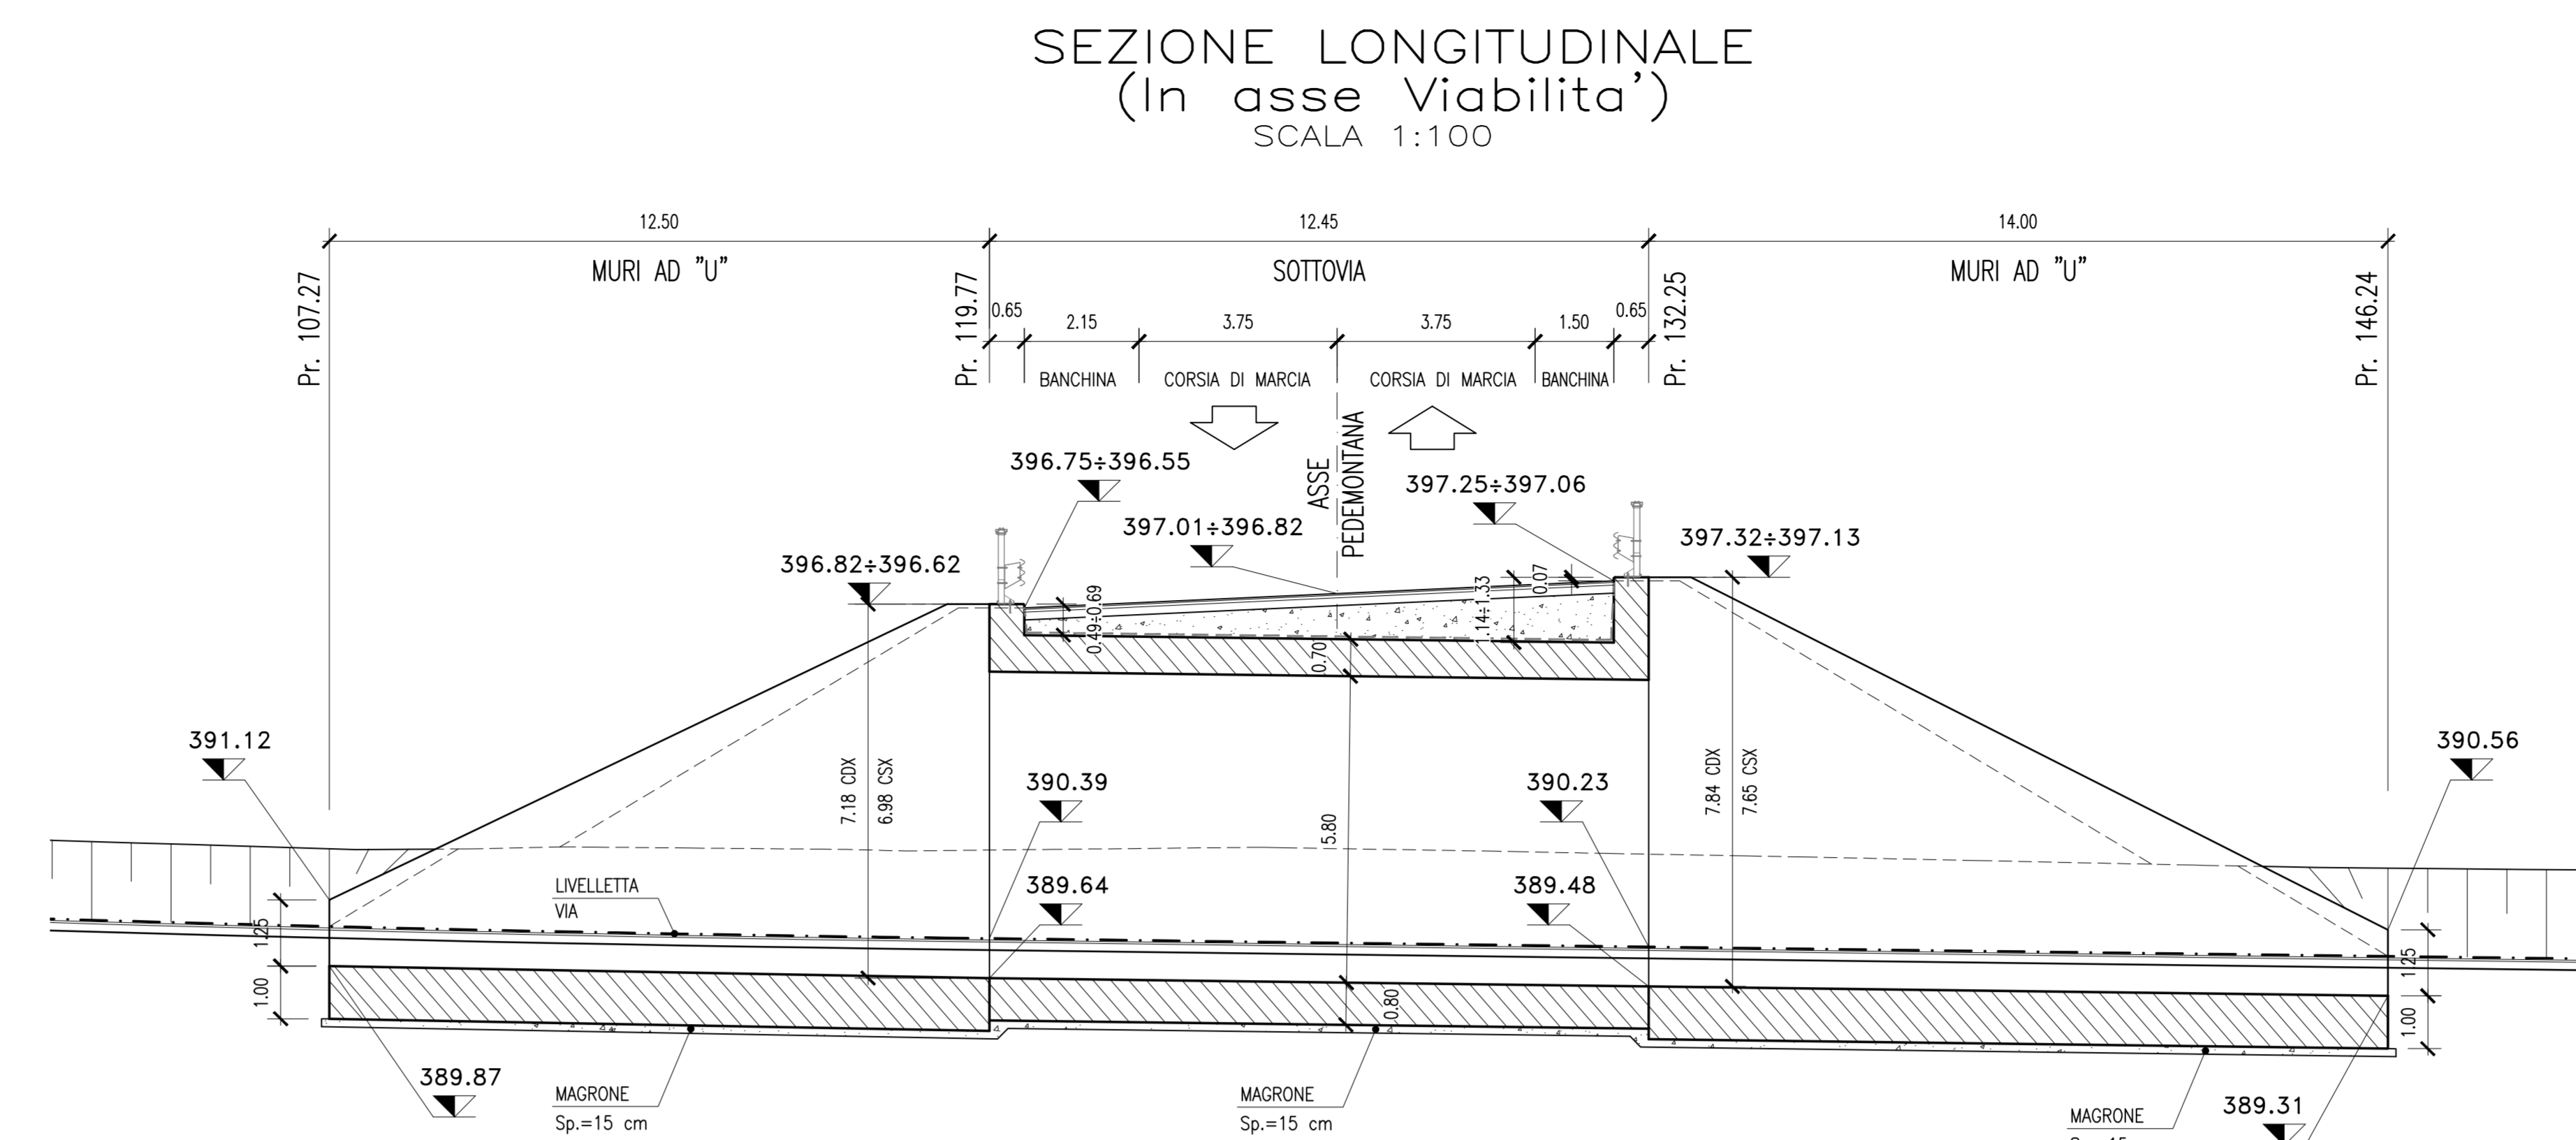 SEZIONE LONGITUDINALE
(In asse Viabilita')
SCALA 1:100
12.50
12.45
14.00
MURI AD "U"
SOTTOVIA
MURI AD "U"
Pr. 107.27
Pr. 119.77
Pr. 132.25
Pr. 146.24
0.65
2.15
3.75
3.75
1.50
0.65
BANCHINA
CORSIA DI MARCIA
CORSIA DI MARCIA
BANCHINA
ASSE
PEDEMONTANA
396.75÷396.55
397.25÷397.06
397.01÷396.82
397.32÷397.13
396.82÷396.62
0.49÷0.69
1.14÷1.33
0.07
0.70
391.12
390.56
7.18 CDX
6.98 CSX
7.84 CDX
7.65 CSX
390.39
390.23
5.80
LIVELLETTA
VIA
389.64
389.48
1.25
1.00
0.80
1.25
1.00
389.87
MAGRONE
Sp.=15 cm
MAGRONE
Sp.=15 cm
MAGRONE
389.31